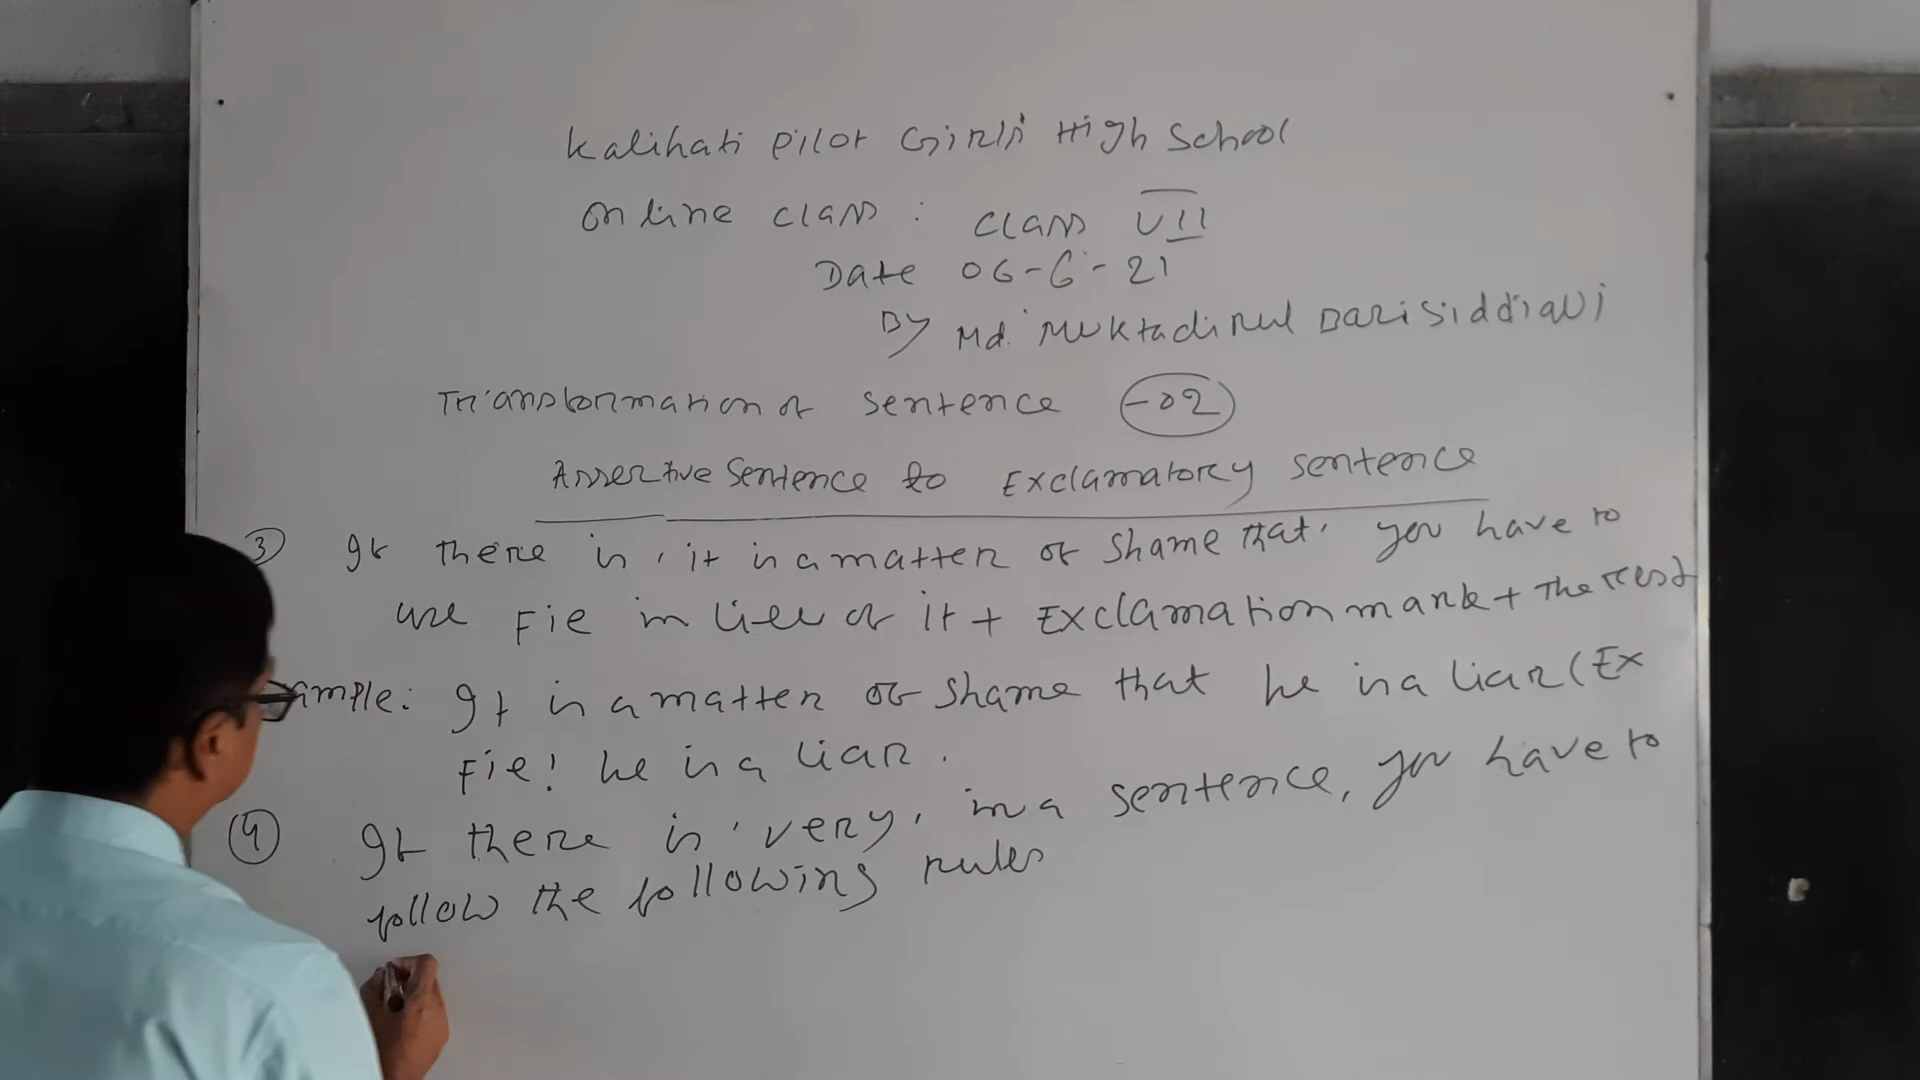 Kalihati Pilot Girls' High School
Online class : Class VII
Date 06-6-21
By Md. Muktadirul Bari Siddiqui
Transformation of Sentence -02
Assertive Sentence to Exclamatory sentence
3 If there is, it is a matter of shame that, you have to
use Fie in lieu of it + Exclamation mark + The rest
ample: It is a matter of shame that he is a liar (Ex
Fie! he is a liar.
4 If there is 'very, in a sentence, you have to
follow the following rules